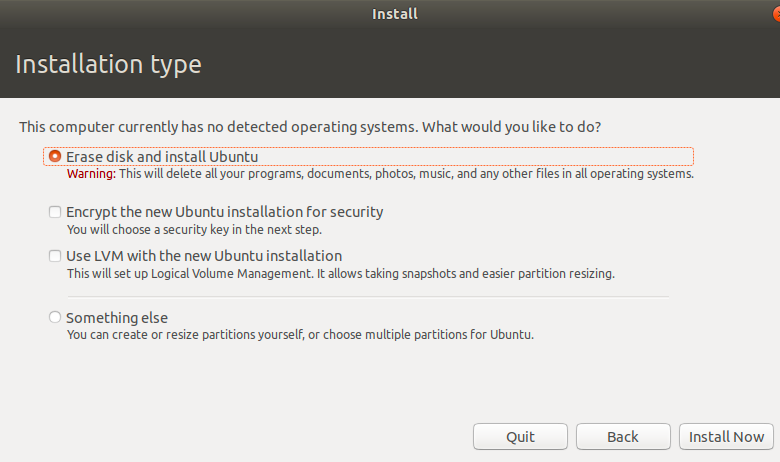 Install
Installation type
This computer currently has no detected operating systems. What would you like to do?
Erase disk and install Ubuntu
Warning: This will delete all your programs, documents, photos, music, and any other files in all operating systems.
Encrypt the new Ubuntu installation for security
You will choose a security key in the next step.
Use LVM with the new Ubuntu installation
This will set up Logical Volume Management. It allows taking snapshots and easier partition resizing.
Something else
You can create or resize partitions yourself, or choose multiple partitions for Ubuntu.
Quit
Back
Install Now